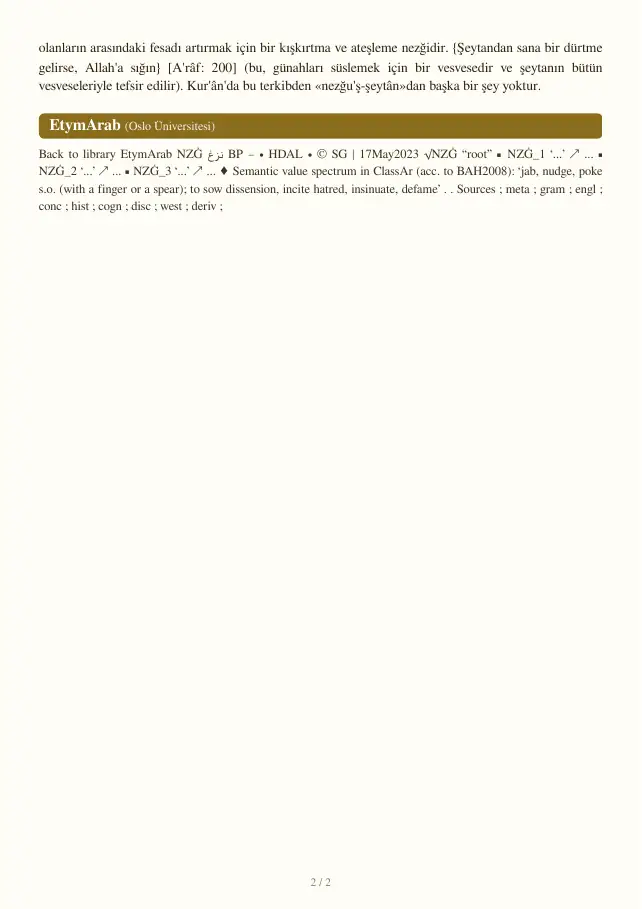 olanların arasındaki fesadı artırmak için bir kışkırtma ve ateşleme nezğidir. {Şeytandan sana bir dürtme
gelirse, Allah'a sığın} [A'râf: 200] (bu, günahları süslemek için bir vesvesedir ve şeytanın bütün
vesveseleriyle tefsir edilir). Kur'ân'da bu terkibden «nezğu'ş-şeytân»dan başka bir şey yoktur.
EtymArab (Oslo Üniversitesi)
Back to library EtymArab NZĠ نزغ BP – • HDAL • © SG | 17May2023 √NZĠ “root” ▪ NZĠ_1 ‘...’ ↗ ... ▪
NZĠ_2 ‘...’ ↗ ... ▪ NZĠ_3 ‘...’ ↗ ... ♦ Semantic value spectrum in ClassAr (acc. to BAH2008): ‘jab, nudge, poke
s.o. (with a finger or a spear); to sow dissension, incite hatred, insinuate, defame’ . . Sources ; meta ; gram ; engl ;
conc ; hist ; cogn ; disc ; west ; deriv ;
2 / 2